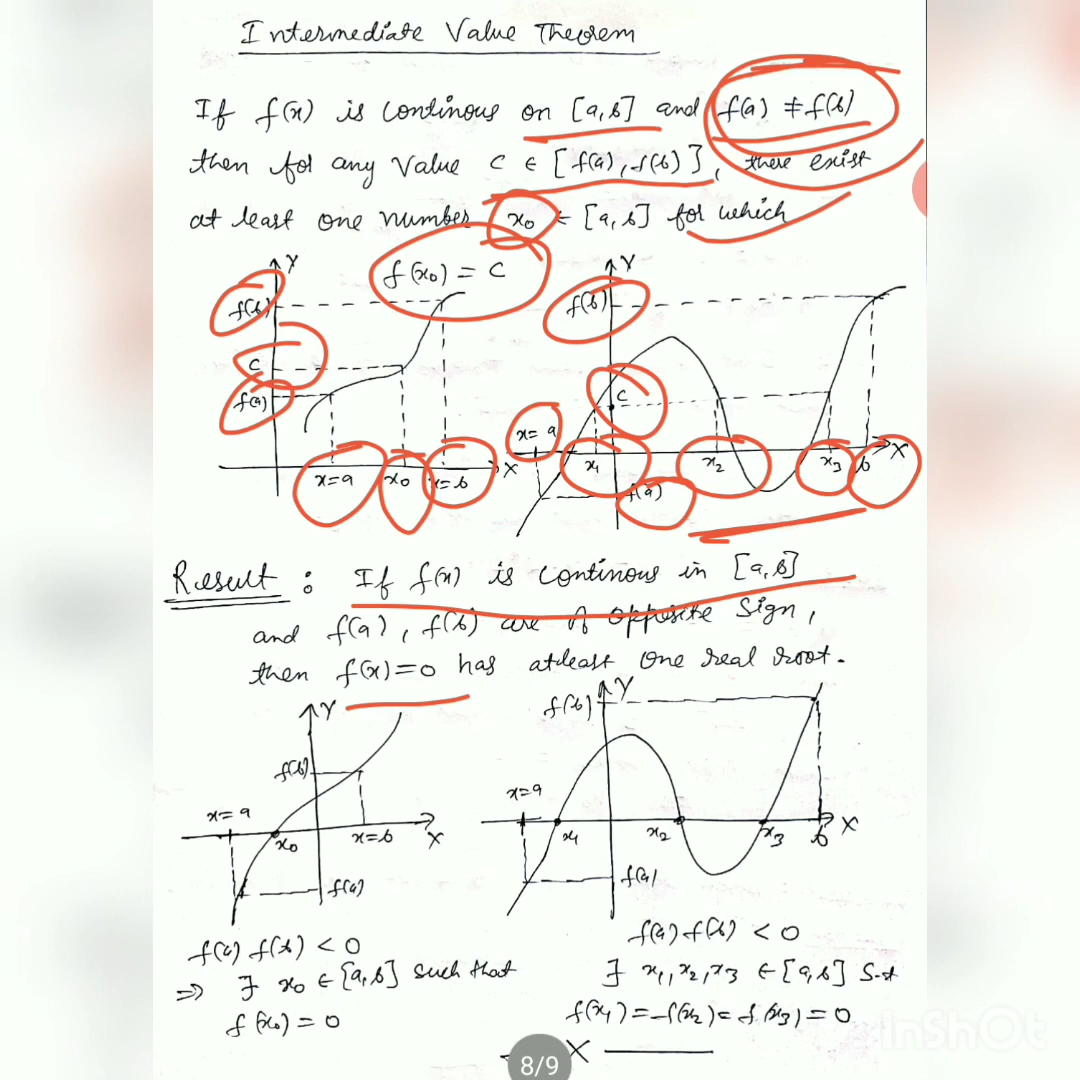 Intermediate Value Theorem
If f(x) is continous on [a,b] and f(a) ≠ f(b)
then for any value c ∈ [f(a), f(b)], there exist
at least one number x₀ ∈ [a,b] for which
f(x₀) = c
Y
f(b)
c
f(a)
x=a
x₀
x=b
X
Y
f(b)
c
x=a
x₁
x₂
x₃
b
X
f(a)
Result : If f(x) is continous in [a,b]
and f(a), f(b) are of opposite sign,
then f(x)=0 has atleast one real root.
Y
f(b)
x=a
x₀
x=b
X
f(a)
Y
f(b)
x=a
x₁
x₂
x₃
b
X
f(a)
f(a) f(b) < 0
⇒ ∃ x₀ ∈ [a,b] such that
f(x₀) = 0
f(a) f(b) < 0
∃ x₁, x₂, x₃ ∈ [a,b] s.t
f(x₁) = f(x₂) = f(x₃) = 0
X
8/9
InShOt